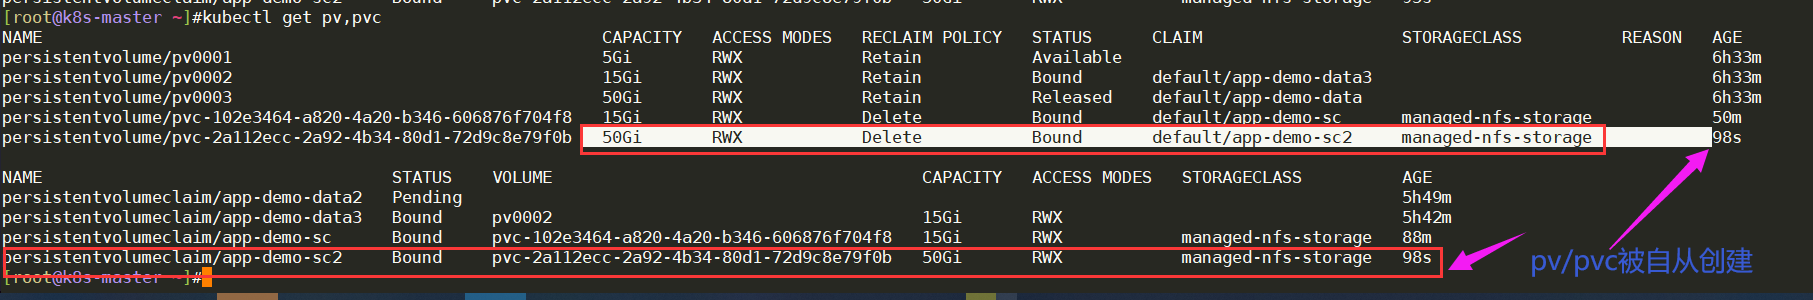 [root@k8s-master ~]#kubectl get pv,pvc
NAME CAPACITY ACCESS MODES RECLAIM POLICY STATUS CLAIM STORAGECLASS REASON AGE
persistentvolume/pv0001 5Gi RWX Retain Available 6h33m
persistentvolume/pv0002 15Gi RWX Retain Bound default/app-demo-data3 6h33m
persistentvolume/pv0003 50Gi RWX Retain Released default/app-demo-data 6h33m
persistentvolume/pvc-102e3464-a820-4a20-b346-606876f704f8 15Gi RWX Delete Bound default/app-demo-sc managed-nfs-storage 50m
persistentvolume/pvc-2a112ecc-2a92-4b34-80d1-72d9c8e79f0b 50Gi RWX Delete Bound default/app-demo-sc2 managed-nfs-storage 98s
NAME STATUS VOLUME CAPACITY ACCESS MODES STORAGECLASS AGE
persistentvolumeclaim/app-demo-data2 Pending 5h49m
persistentvolumeclaim/app-demo-data3 Bound pv0002 15Gi RWX 5h42m
persistentvolumeclaim/app-demo-sc Bound pvc-102e3464-a820-4a20-b346-606876f704f8 15Gi RWX managed-nfs-storage 88m
persistentvolumeclaim/app-demo-sc2 Bound pvc-2a112ecc-2a92-4b34-80d1-72d9c8e79f0b 50Gi RWX managed-nfs-storage 98s
[root@k8s-master ~]#
pv/pvc被自从创建